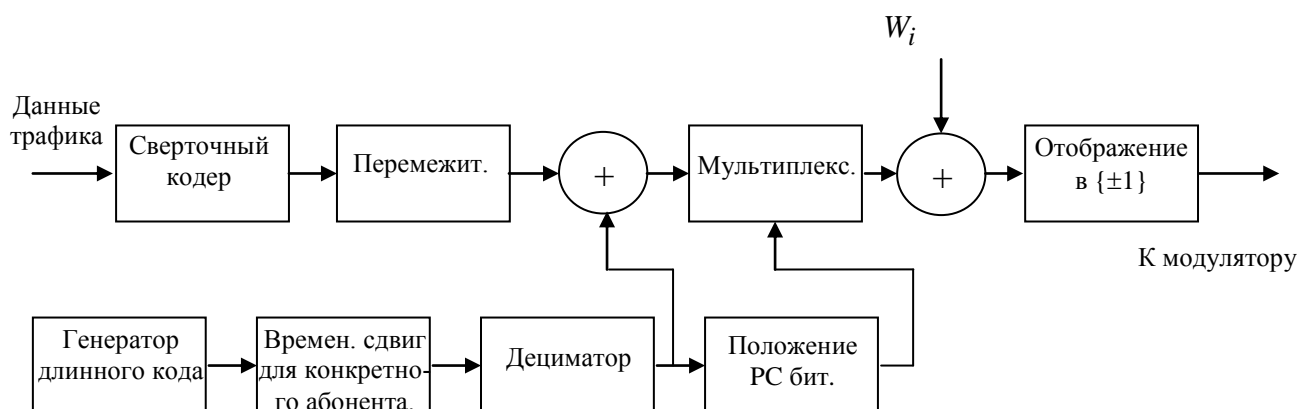 W_i
Данные
трафика
Сверточный
кодер
Перемежит.
+
Мультиплекс.
+
Отображение
в {±1}
К модулятору
Генератор
длинного кода
Времен. сдвиг
для конкретно-
го абонента.
Дециматор
Положение
PC бит.